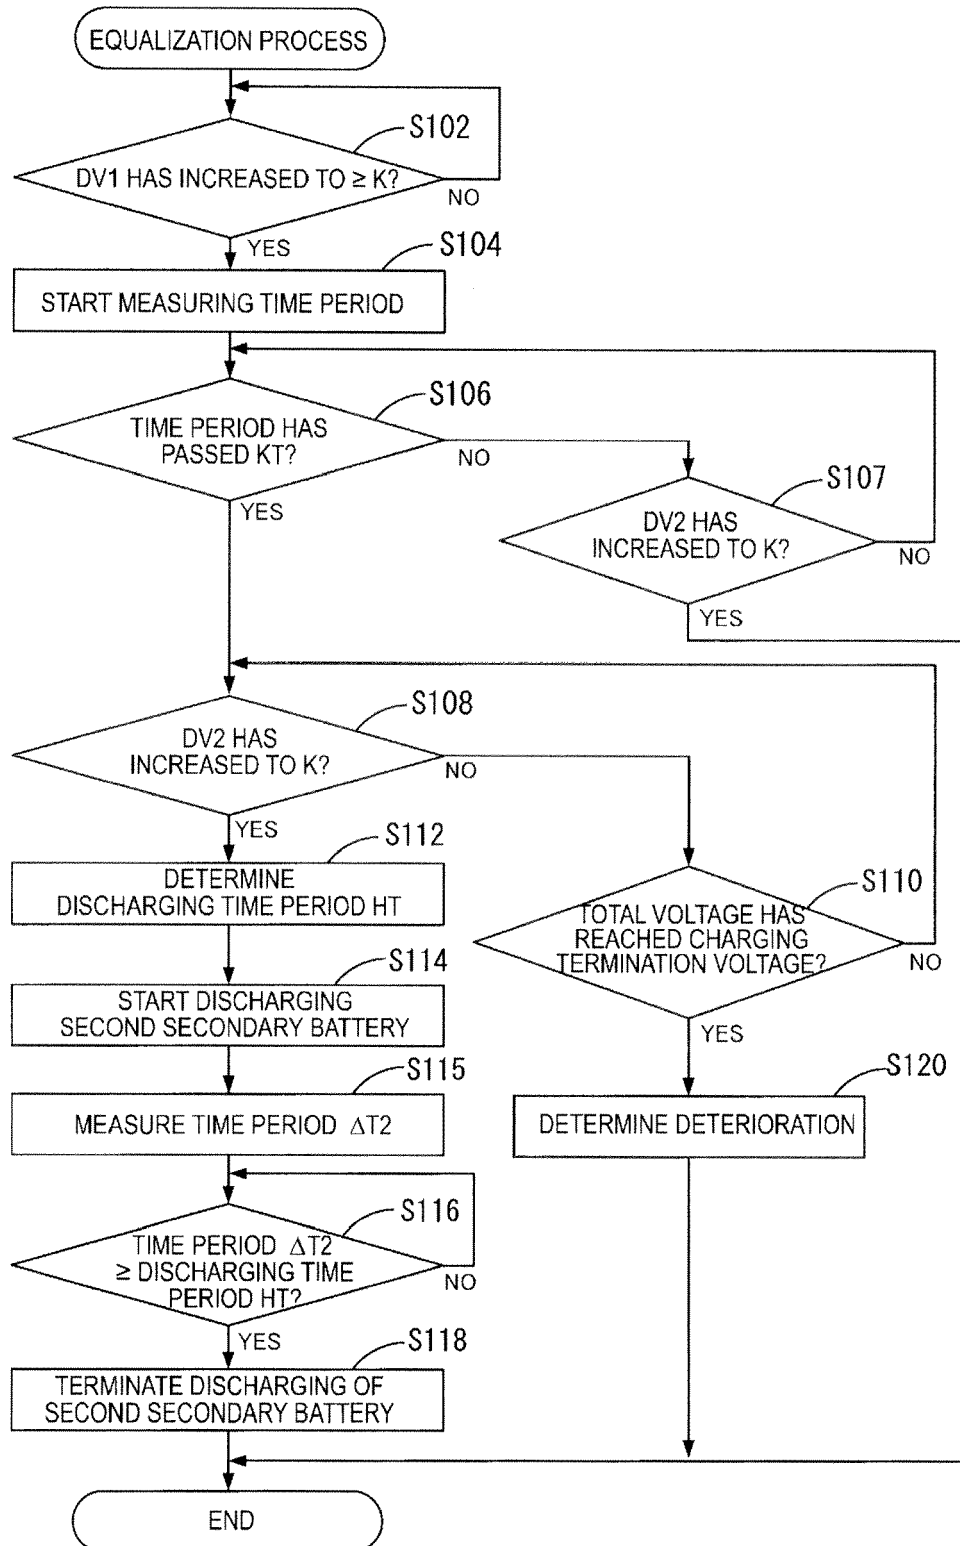 EQUALIZATION PROCESS
S102
DV1 HAS INCREASED TO ≥ K?
NO
YES
S104
START MEASURING TIME PERIOD
S106
TIME PERIOD HAS
PASSED KT?
NO
YES
S107
DV2 HAS
INCREASED TO K?
NO
YES
S108
DV2 HAS
INCREASED TO K?
NO
YES
S112
DETERMINE
DISCHARGING TIME PERIOD HT
S110
TOTAL VOLTAGE HAS
REACHED CHARGING
TERMINATION VOLTAGE?
NO
YES
S114
START DISCHARGING
SECOND SECONDARY BATTERY
S115
MEASURE TIME PERIOD ΔT2
S120
DETERMINE DETERIORATION
S116
TIME PERIOD ΔT2
≥ DISCHARGING TIME
PERIOD HT?
NO
YES
S118
TERMINATE DISCHARGING OF
SECOND SECONDARY BATTERY
END